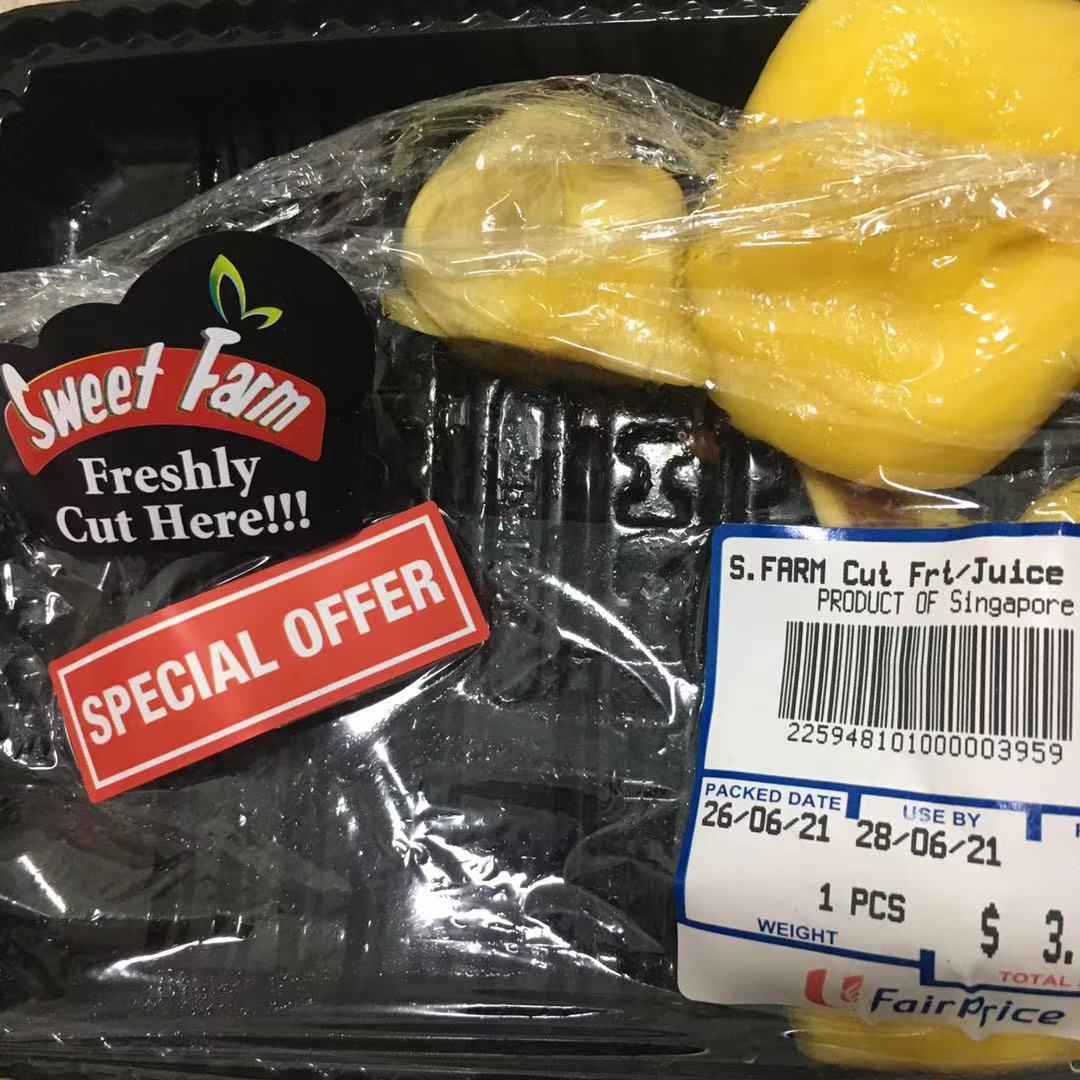 Sweet Farm
Freshly
Cut Here!!!
SPECIAL OFFER
S.FARM Cut Frt/Juice
PRODUCT OF Singapore
225948101000003959
PACKED DATE
USE BY
26/06/21
28/06/21
1 PCS
WEIGHT
$ 3.
TOTAL
FairPrice